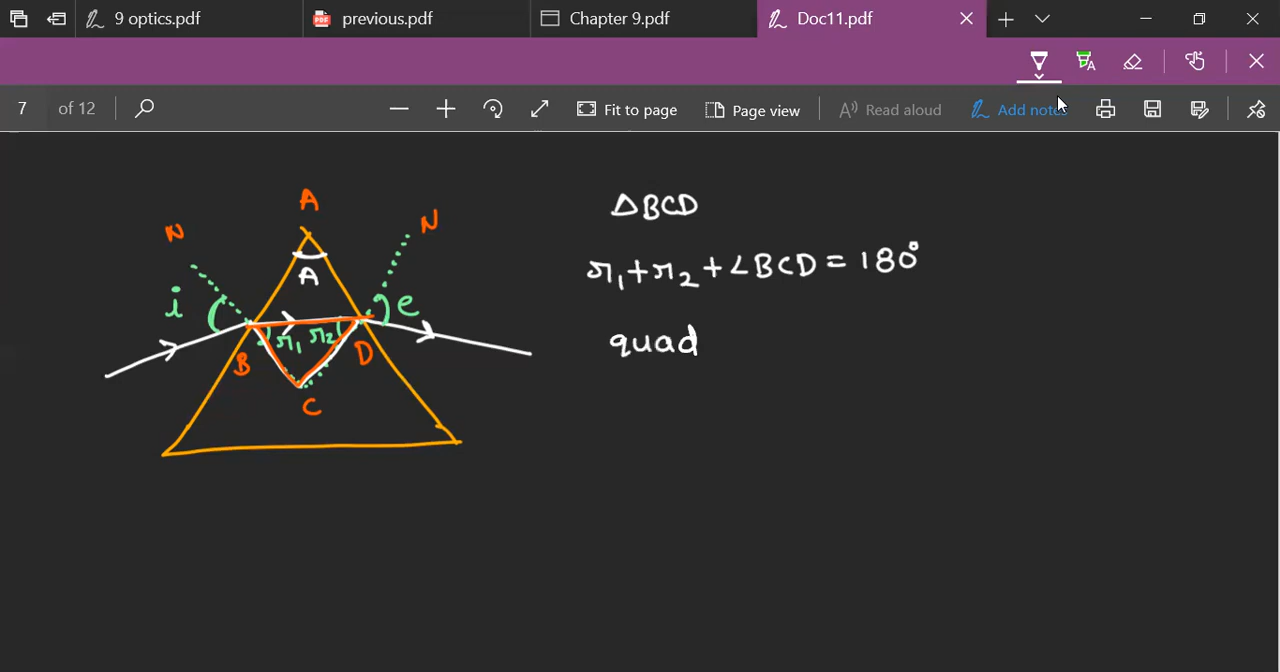 9 optics.pdf
previous.pdf
Chapter 9.pdf
Doc11.pdf
7 of 12
Fit to page
Page view
Read aloud
Add notes
A
N
N
A
i
e
r₁
r₂
B
D
C
△BCD
r₁+r₂+∠BCD=180°
quad